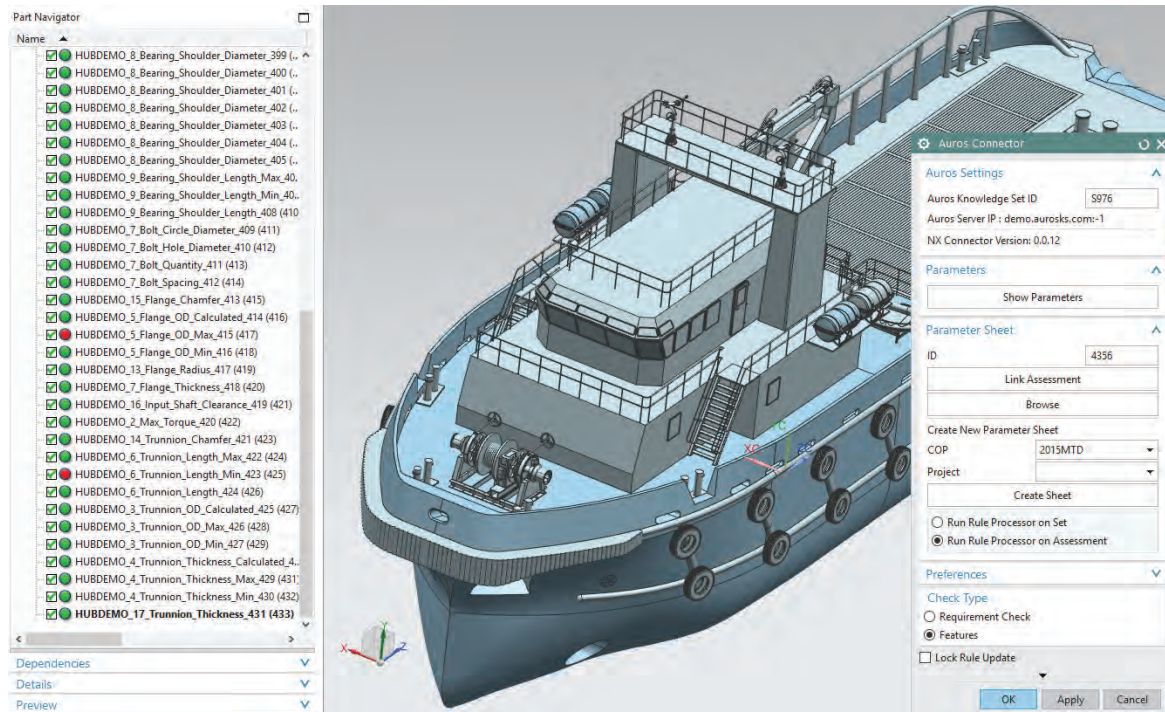 Part Navigator
Name
HUBDEMO_8_Bearing_Shoulder_Diameter_399 (..
HUBDEMO_8_Bearing_Shoulder_Diameter_400 (..
HUBDEMO_8_Bearing_Shoulder_Diameter_401 (..
HUBDEMO_8_Bearing_Shoulder_Diameter_402 (..
HUBDEMO_8_Bearing_Shoulder_Diameter_403 (..
HUBDEMO_8_Bearing_Shoulder_Diameter_404 (..
HUBDEMO_8_Bearing_Shoulder_Diameter_405 (..
HUBDEMO_9_Bearing_Shoulder_Length_Max_40..
HUBDEMO_9_Bearing_Shoulder_Length_Min_40...
HUBDEMO_9_Bearing_Shoulder_Length_408 (410
HUBDEMO_7_Bolt_Circle_Diameter_409 (411)
HUBDEMO_7_Bolt_Hole_Diameter_410 (412)
HUBDEMO_7_Bolt_Quantity_411 (413)
HUBDEMO_7_Bolt_Spacing_412 (414)
HUBDEMO_15_Flange_Chamfer_413 (415)
HUBDEMO_5_Flange_OD_Calculated_414 (416)
HUBDEMO_5_Flange_OD_Max_415 (417)
HUBDEMO_5_Flange_OD_Min_416 (418)
HUBDEMO_13_Flange_Radius_417 (419)
HUBDEMO_7_Flange_Thickness_418 (420)
HUBDEMO_16_Input_Shaft_Clearance_419 (421)
HUBDEMO_2_Max_Torque_420 (422)
HUBDEMO_14_Trunnion_Chamfer_421 (423)
HUBDEMO_6_Trunnion_Length_Max_422 (424)
HUBDEMO_6_Trunnion_Length_Min_423 (425)
HUBDEMO_6_Trunnion_Length_424 (426)
HUBDEMO_3_Trunnion_OD_Calculated_425 (427)
HUBDEMO_3_Trunnion_OD_Max_426 (428)
HUBDEMO_3_Trunnion_OD_Min_427 (429)
HUBDEMO_4_Trunnion_Thickness_Calculated_4..
HUBDEMO_4_Trunnion_Thickness_Max_429 (431)
HUBDEMO_4_Trunnion_Thickness_Min_430 (432)
HUBDEMO_17_Trunnion_Thickness_431 (433)
Dependencies
Details
Preview
XC
YC
ZC
X
Y
Z
Auros Connector
Auros Settings
Auros Knowledge Set ID S976
Auros Server IP : demo.aurosks.com:-1
NX Connector Version: 0.0.12
Parameters
Show Parameters
Parameter Sheet
ID 4356
Link Assessment
Browse
Create New Parameter Sheet
COP 2015MTD
Project
Create Sheet
Run Rule Processor on Set
Run Rule Processor on Assessment
Preferences
Check Type
Requirement Check
Features
Lock Rule Update
OK Apply Cancel